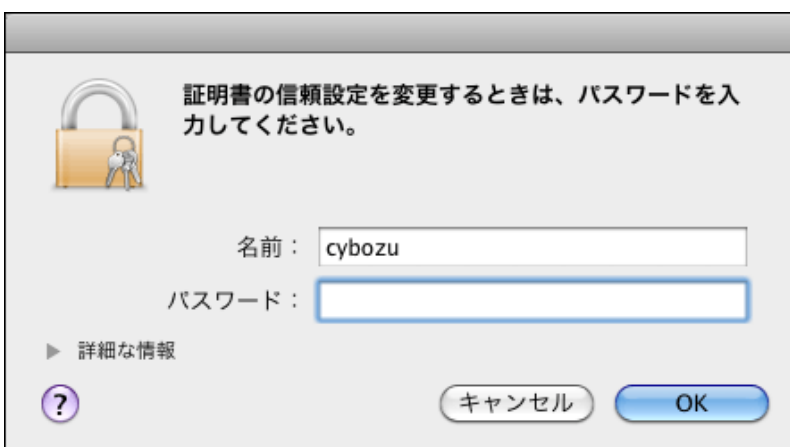 証明書の信頼設定を変更するときは、パスワードを入
力してください。
名前：cybozu
パスワード：
▶ 詳細な情報
? キャンセル OK